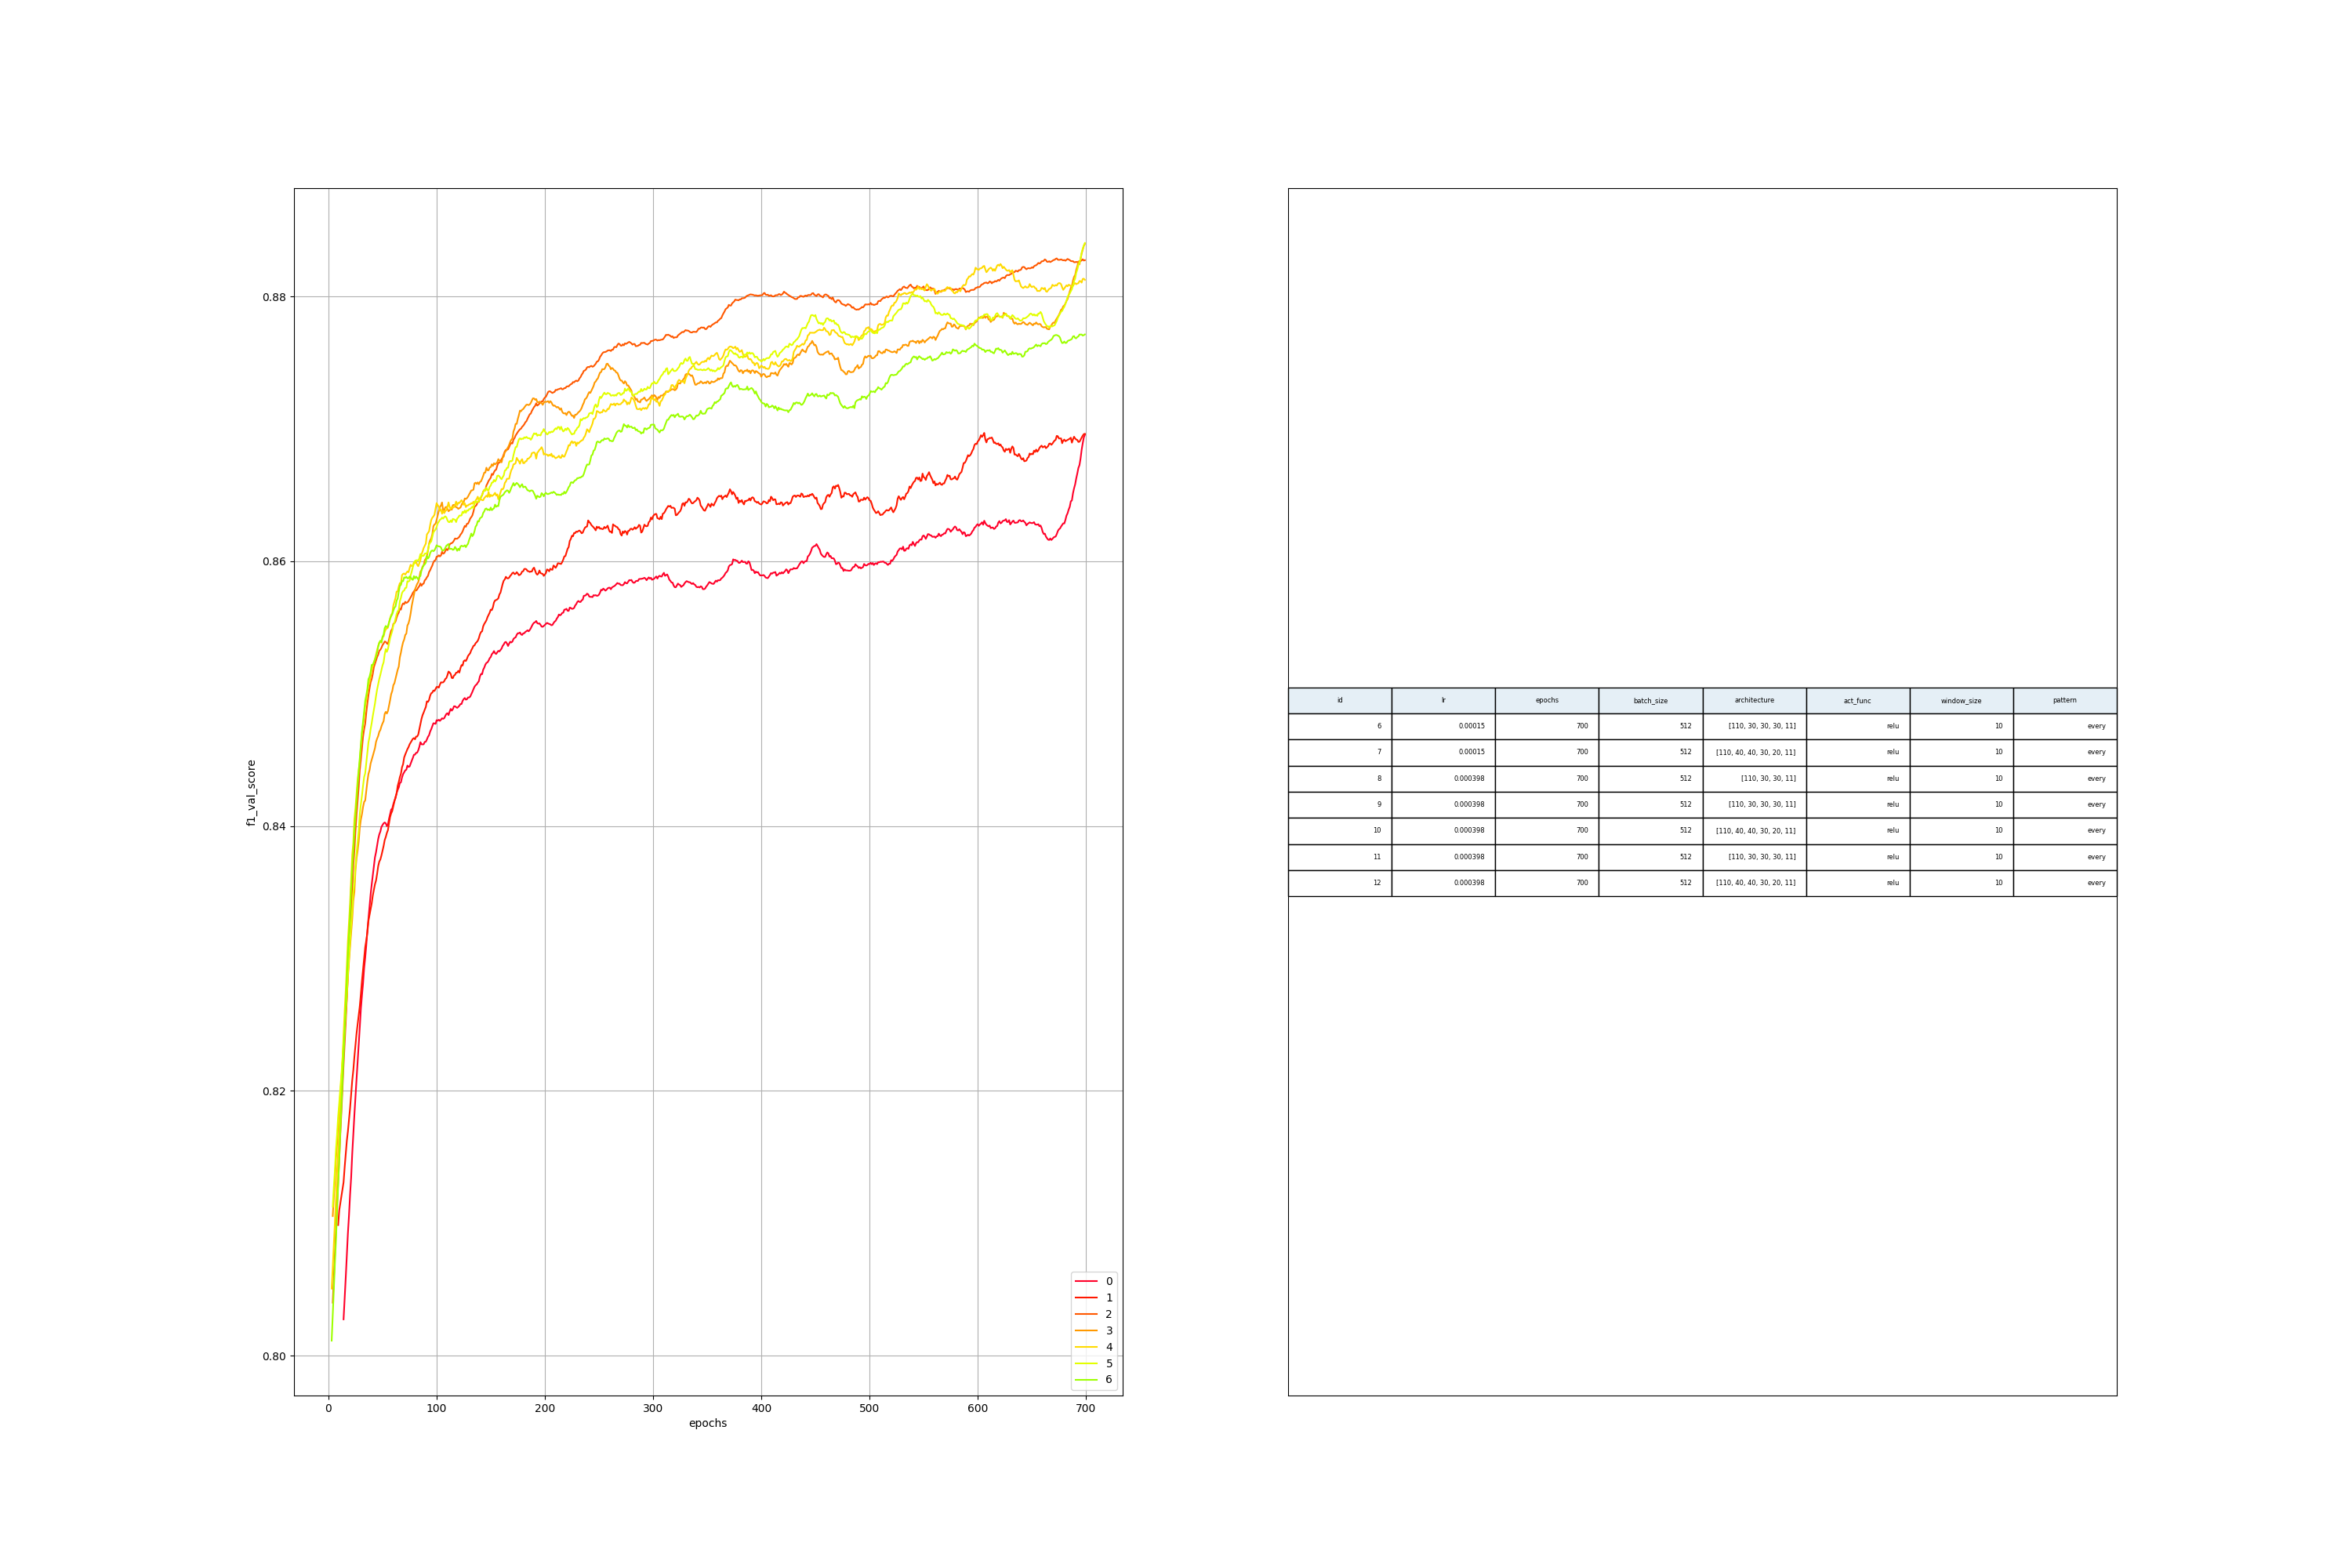 0.88
0.86
0.84
0.82
0.80
f1_val_score
0 100 200 300 400 500 600 700
epochs
0
1
2
3
4
5
6
id lr epochs batch_size architecture act_func window_size pattern
6 0.00015 700 512 [110, 30, 30, 30, 11] relu 10 every
7 0.00015 700 512 [110, 40, 40, 30, 20, 11] relu 10 every
8 0.000398 700 512 [110, 30, 30, 11] relu 10 every
9 0.000398 700 512 [110, 30, 30, 30, 11] relu 10 every
10 0.000398 700 512 [110, 40, 40, 30, 20, 11] relu 10 every
11 0.000398 700 512 [110, 30, 30, 30, 11] relu 10 every
12 0.000398 700 512 [110, 40, 40, 30, 20, 11] relu 10 every